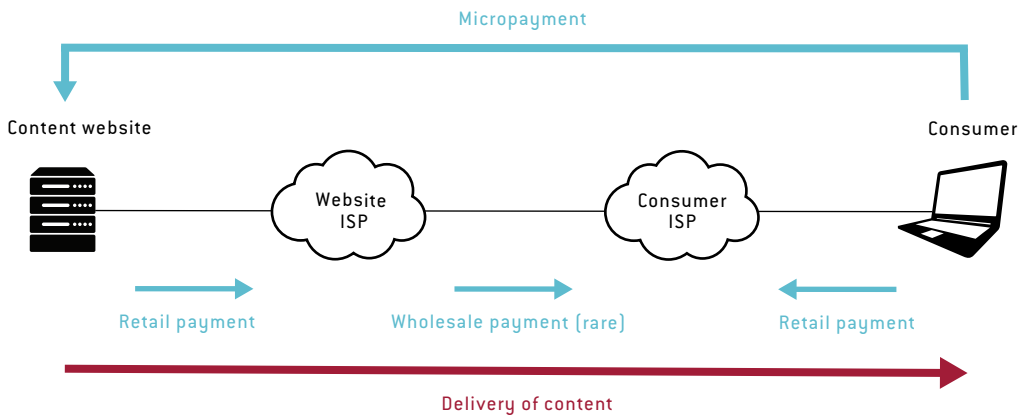 Micropayment
Content website
Consumer
Website
ISP
Consumer
ISP
Retail payment
Wholesale payment (rare)
Retail payment
Delivery of content